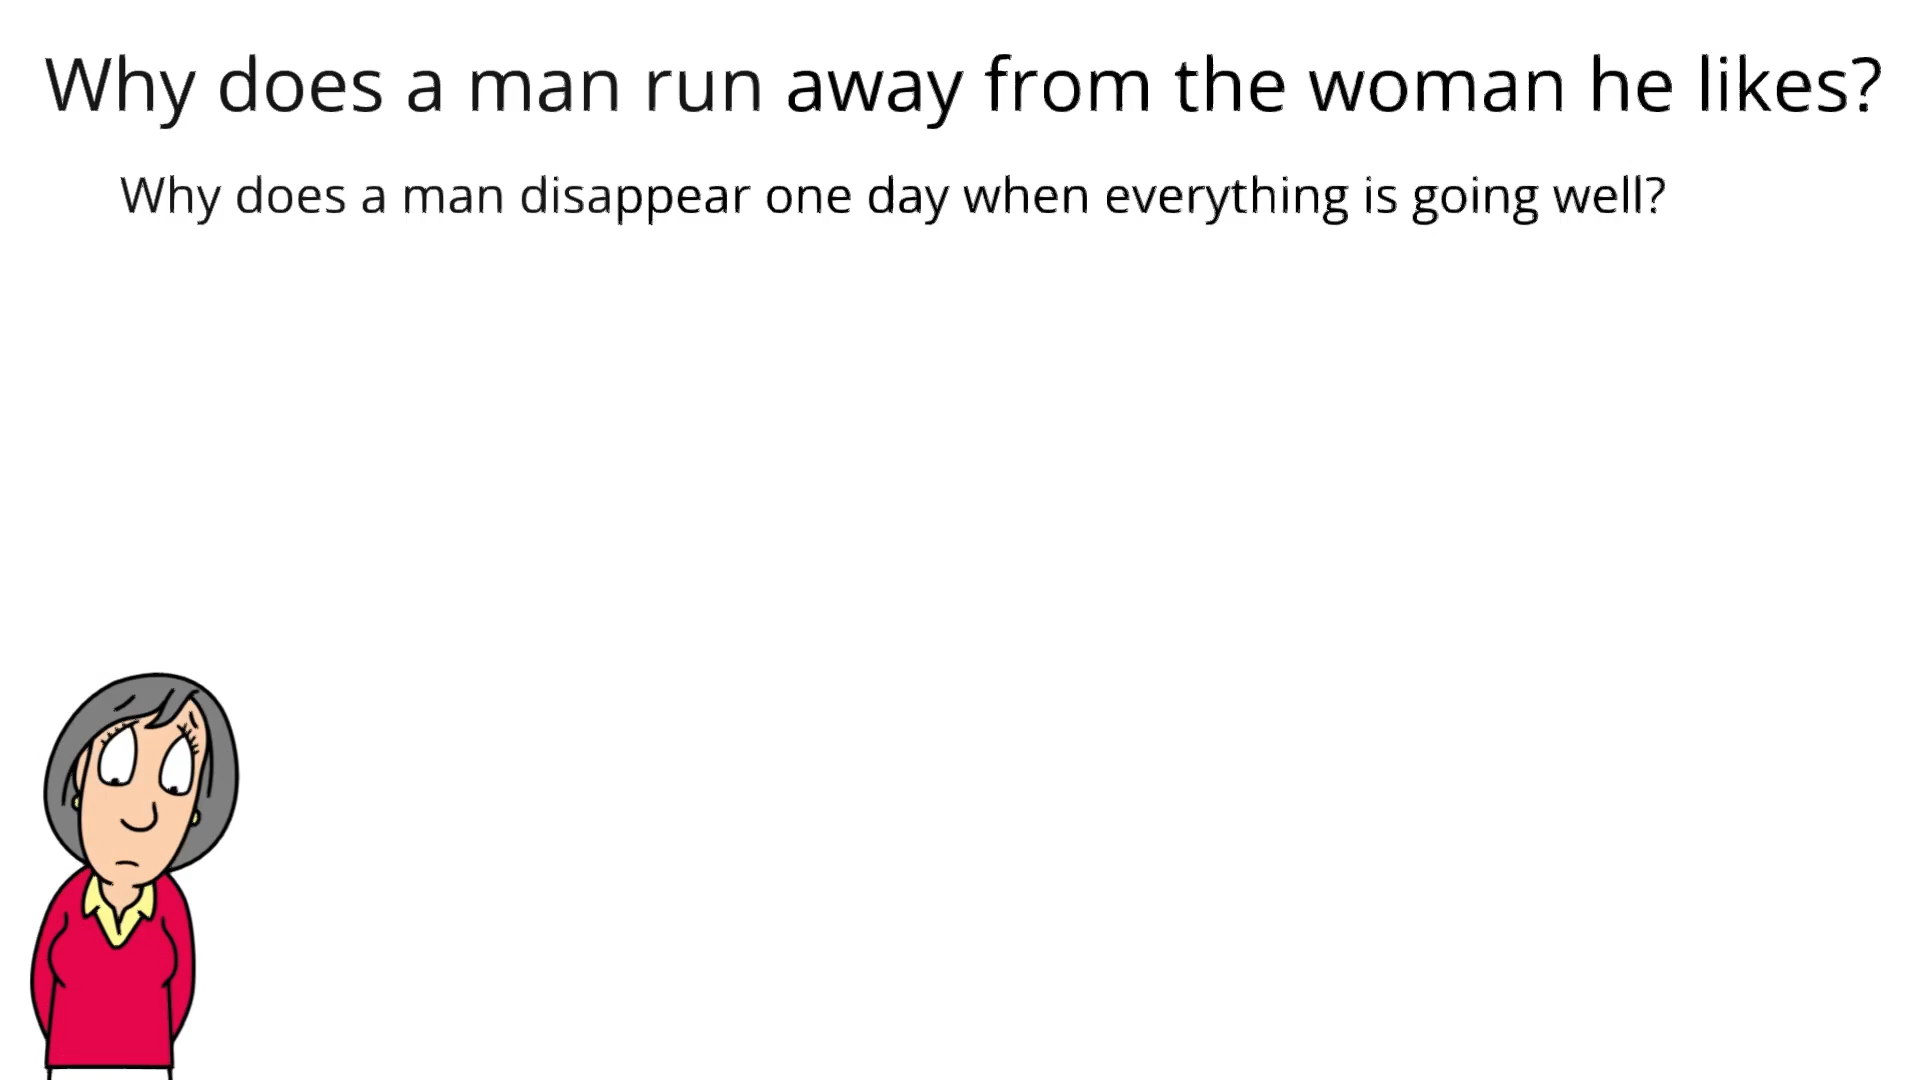 Why does a man run away from the woman he likes?
Why does a man disappear one day when everything is going well?